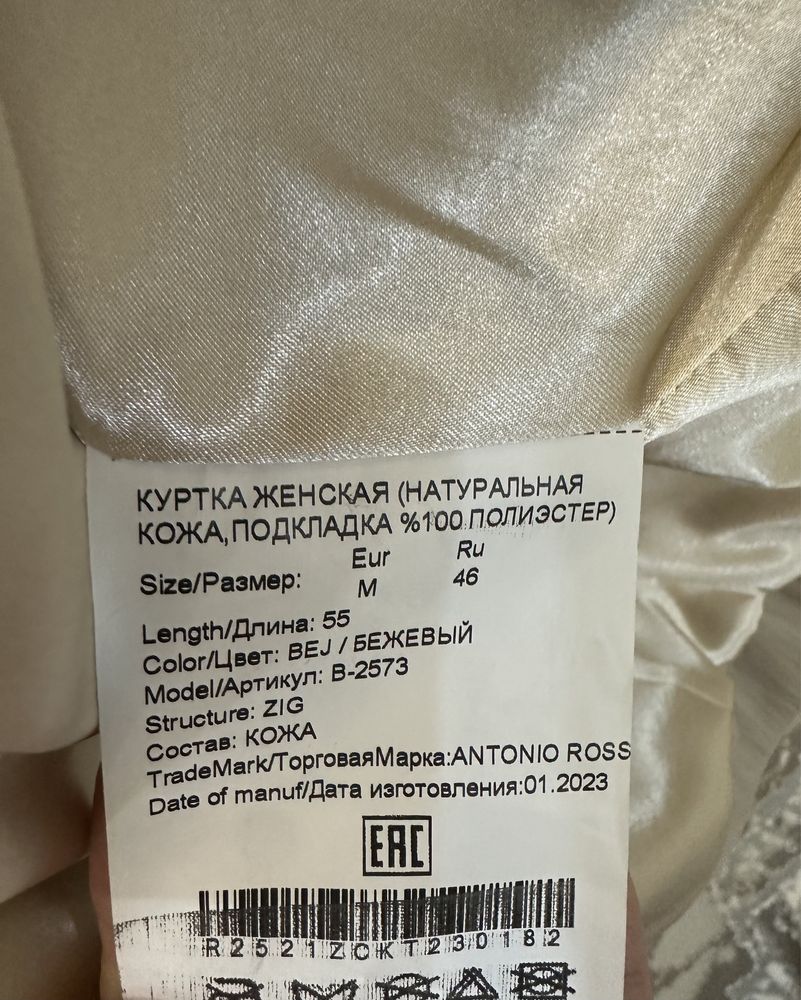 КУРТКА ЖЕНСКАЯ (НАТУРАЛЬНАЯ
КОЖА,ПОДКЛАДКА %100 ПОЛИЭСТЕР)
Eur Ru
Size/Размер: M 46
Length/Длина: 55
Color/Цвет: BEJ / БЕЖЕВЫЙ
Model/Артикул: B-2573
Structure: ZIG
Состав: КОЖА
TradeMark/ТорговаяМарка:ANTONIO ROSS
Date of manuf/Дата изготовления:01.2023
EAC
R2521ZCKT230182